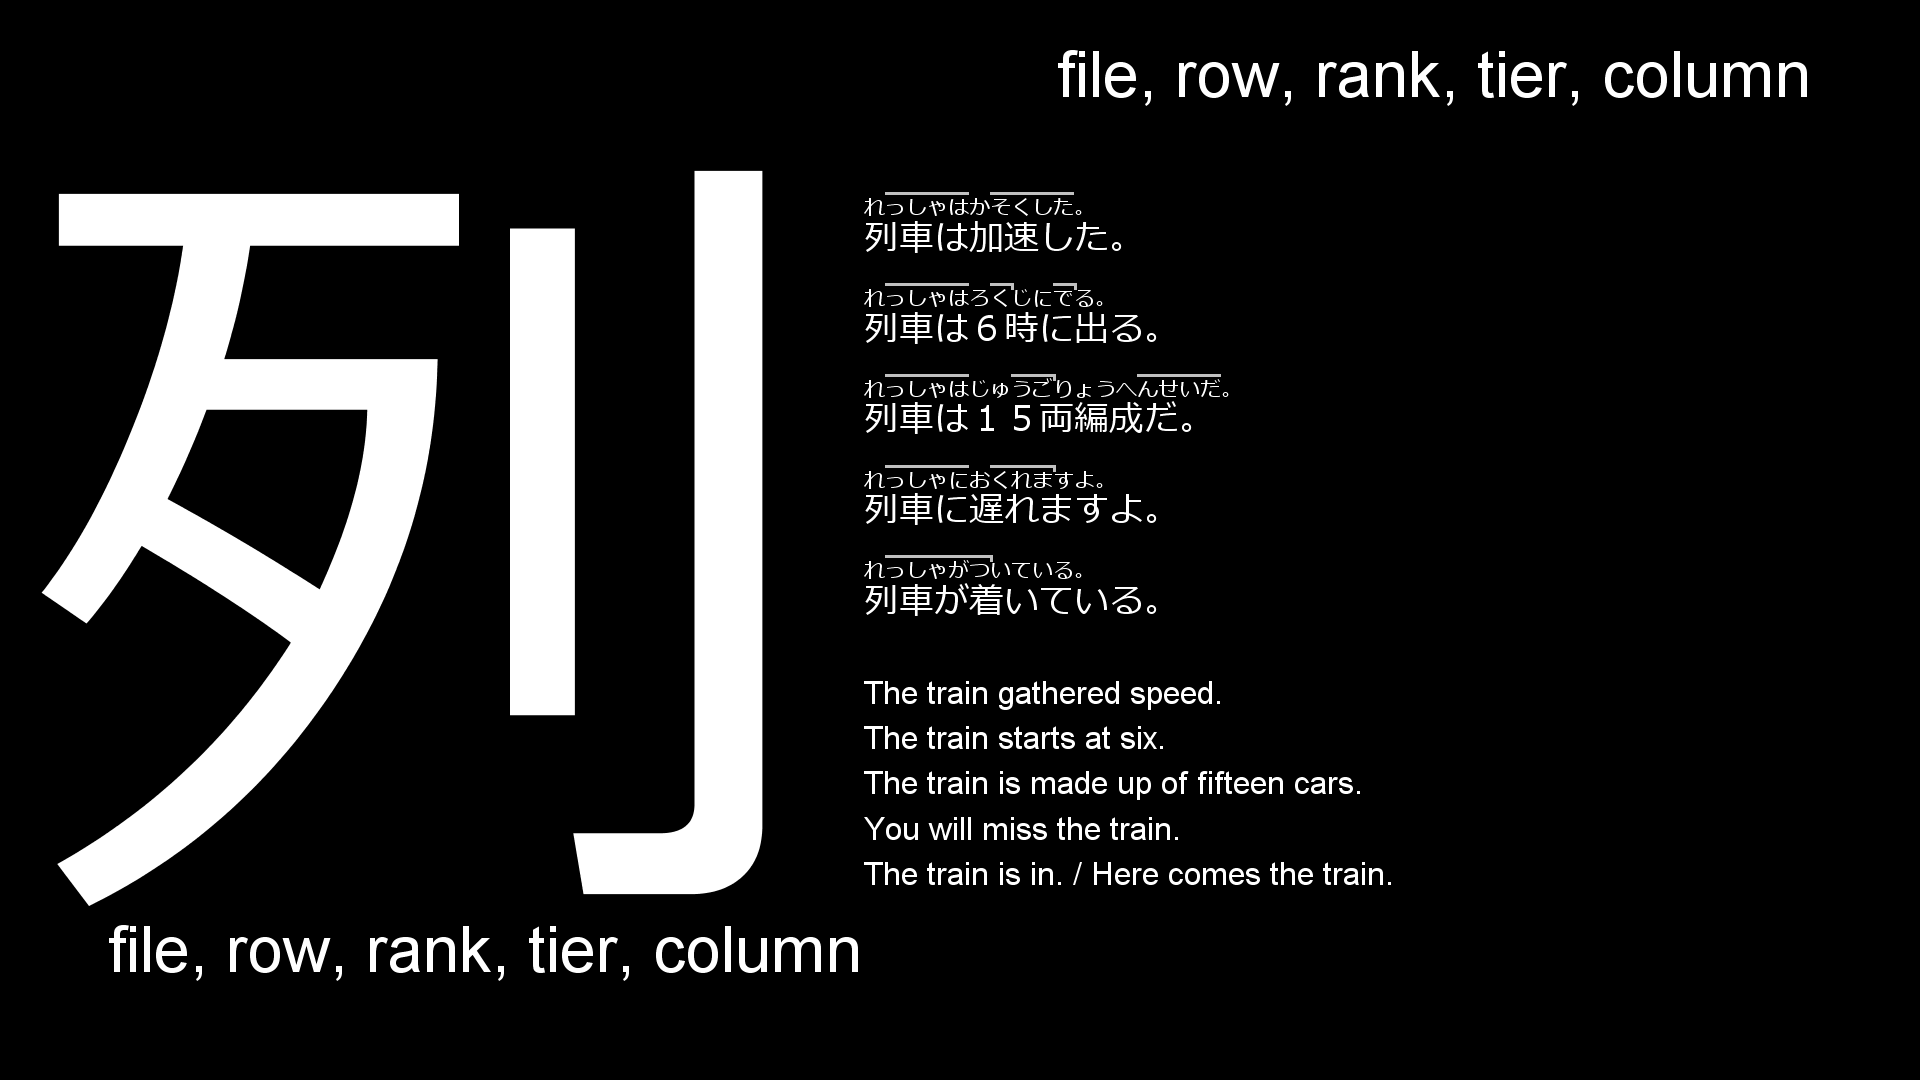 file, row, rank, tier, column
列
れっしゃはかそくした。
列車は加速した。
れっしゃはろくじにでる。
列車は６時に出る。
れっしゃはじゅうごりょうへんせいだ。
列車は１５両編成だ。
れっしゃにおくれますよ。
列車に遅れますよ。
れっしゃがついている。
列車が着いている。
The train gathered speed.
The train starts at six.
The train is made up of fifteen cars.
You will miss the train.
The train is in. / Here comes the train.
file, row, rank, tier, column